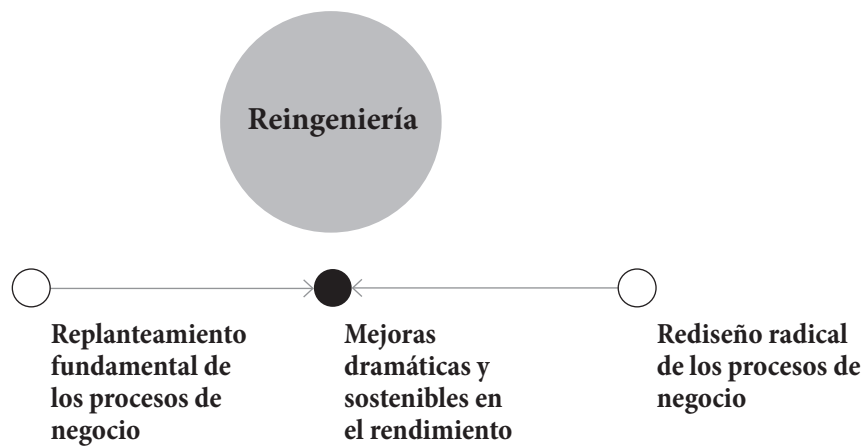 Reingeniería
Replanteamiento
fundamental de
los procesos de
negocio
Mejoras
dramáticas y
sostenibles en
el rendimiento
Rediseño radical
de los procesos de
negocio